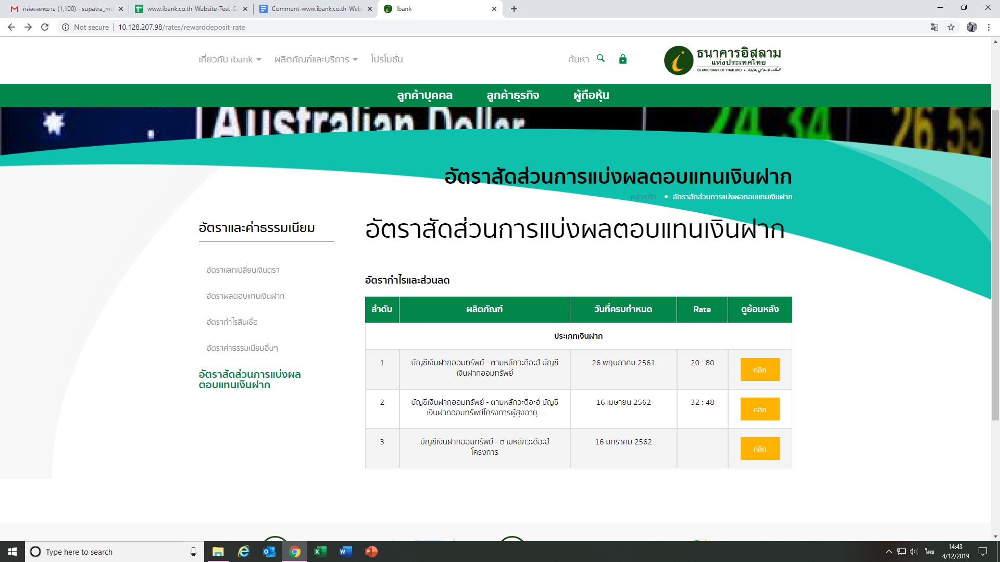 กล่องจดหมาย (1,100) - supatra_mu
www.ibank.co.th-Website-Test-Ca
Comment-www.ibank.co.th-Web
Ibank
Not secure
10.128.207.98/rates/rewarddeposit-rate
เกี่ยวกับ ibank
ผลิตภัณฑ์และบริการ
โปรโมชั่น
ค้นหา
ธนาคารอิสลาม
แห่งประเทศไทย
ISLAMIC BANK OF THAILAND
ลูกค้าบุคคล
ลูกค้าธุรกิจ
ผู้ถือหุ้น
Australian Dollar
24.34
26.55
อัตราสัดส่วนการแบ่งผลตอบแทนเงินฝาก
หน้าหลัก • อัตราสัดส่วนการแบ่งผลตอบแทนเงินฝาก
อัตราและค่าธรรมเนียม
อัตราแลกเปลี่ยนเงินตรา
อัตราผลตอบแทนเงินฝาก
อัตรากำไรสินเชื่อ
อัตราค่าธรรมเนียมอื่นๆ
อัตราสัดส่วนการแบ่งผล
ตอบแทนเงินฝาก
อัตราสัดส่วนการแบ่งผลตอบแทนเงินฝาก
อัตรากำไรและส่วนลด
ลำดับ ผลิตภัณฑ์ วันที่ครบกำหนด Rate ดูย้อนหลัง
ประเภทเงินฝาก
1 บัญชีเงินฝากออมทรัพย์ - ตามหลักวะดีอะฮ์ บัญชี 26 พฤษภาคม 2561 20 : 80 คลิก
เงินฝากออมทรัพย์
2 บัญชีเงินฝากออมทรัพย์ - ตามหลักวะดีอะฮ์ บัญชี 16 เมษายน 2562 32 : 48 คลิก
เงินฝากออมทรัพย์โครงการผู้สูงอายุ...
3 บัญชีเงินฝากออมทรัพย์ - ตามหลักวะดีอะฮ์ 16 มกราคม 2562 คลิก
โครงการ
Type here to search
ไทย
14:43
4/12/2019